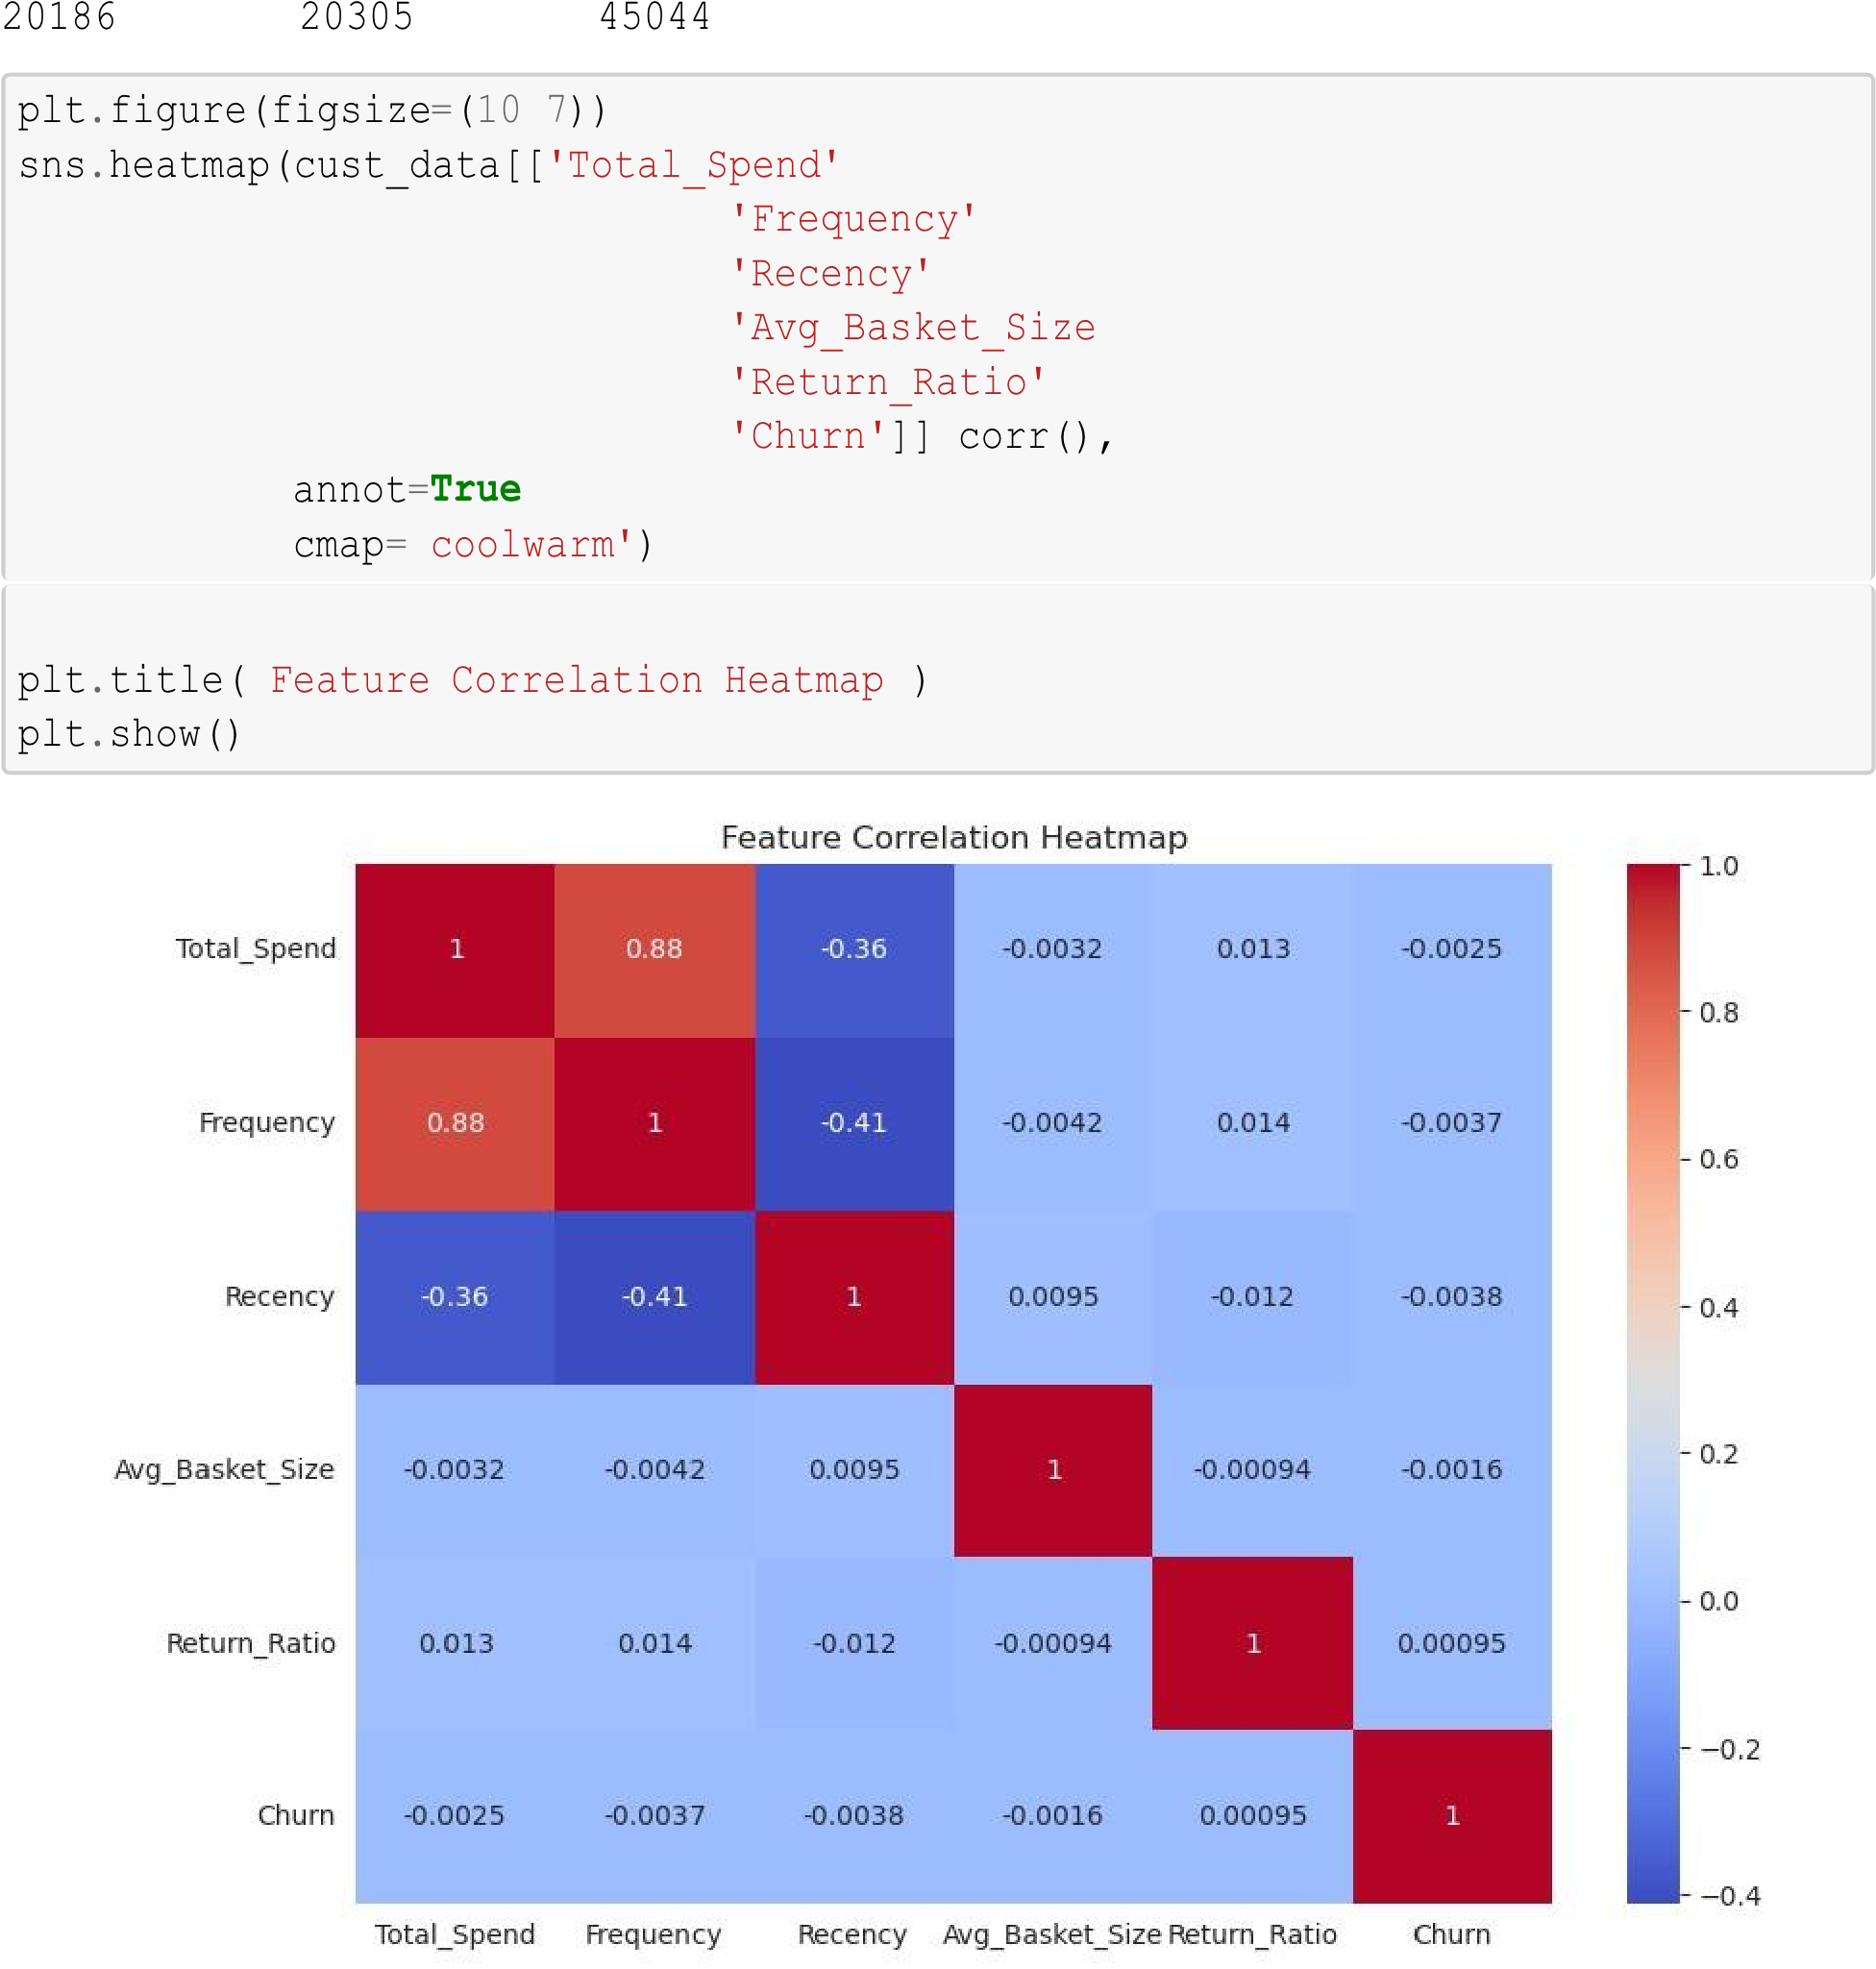 20186 20305 45044
plt.figure(figsize=(10 7))
sns.heatmap(cust_data[['Total_Spend'
'Frequency'
'Recency'
'Avg_Basket_Size
'Return_Ratio'
'Churn']] corr(),
annot=True
cmap= coolwarm')
plt.title( Feature Correlation Heatmap )
plt.show()
Feature Correlation Heatmap
Total_Spend 1 0.88 -0.36 -0.0032 0.013 -0.0025
Frequency 0.88 1 -0.41 -0.0042 0.014 -0.0037
Recency -0.36 -0.41 1 0.0095 -0.012 -0.0038
Avg_Basket_Size -0.0032 -0.0042 0.0095 1 -0.00094 -0.0016
Return_Ratio 0.013 0.014 -0.012 -0.00094 1 0.00095
Churn -0.0025 -0.0037 -0.0038 -0.0016 0.00095 1
Total_Spend Frequency Recency Avg_Basket_Size Return_Ratio Churn
1.0
0.8
0.6
0.4
0.2
0.0
−0.2
−0.4